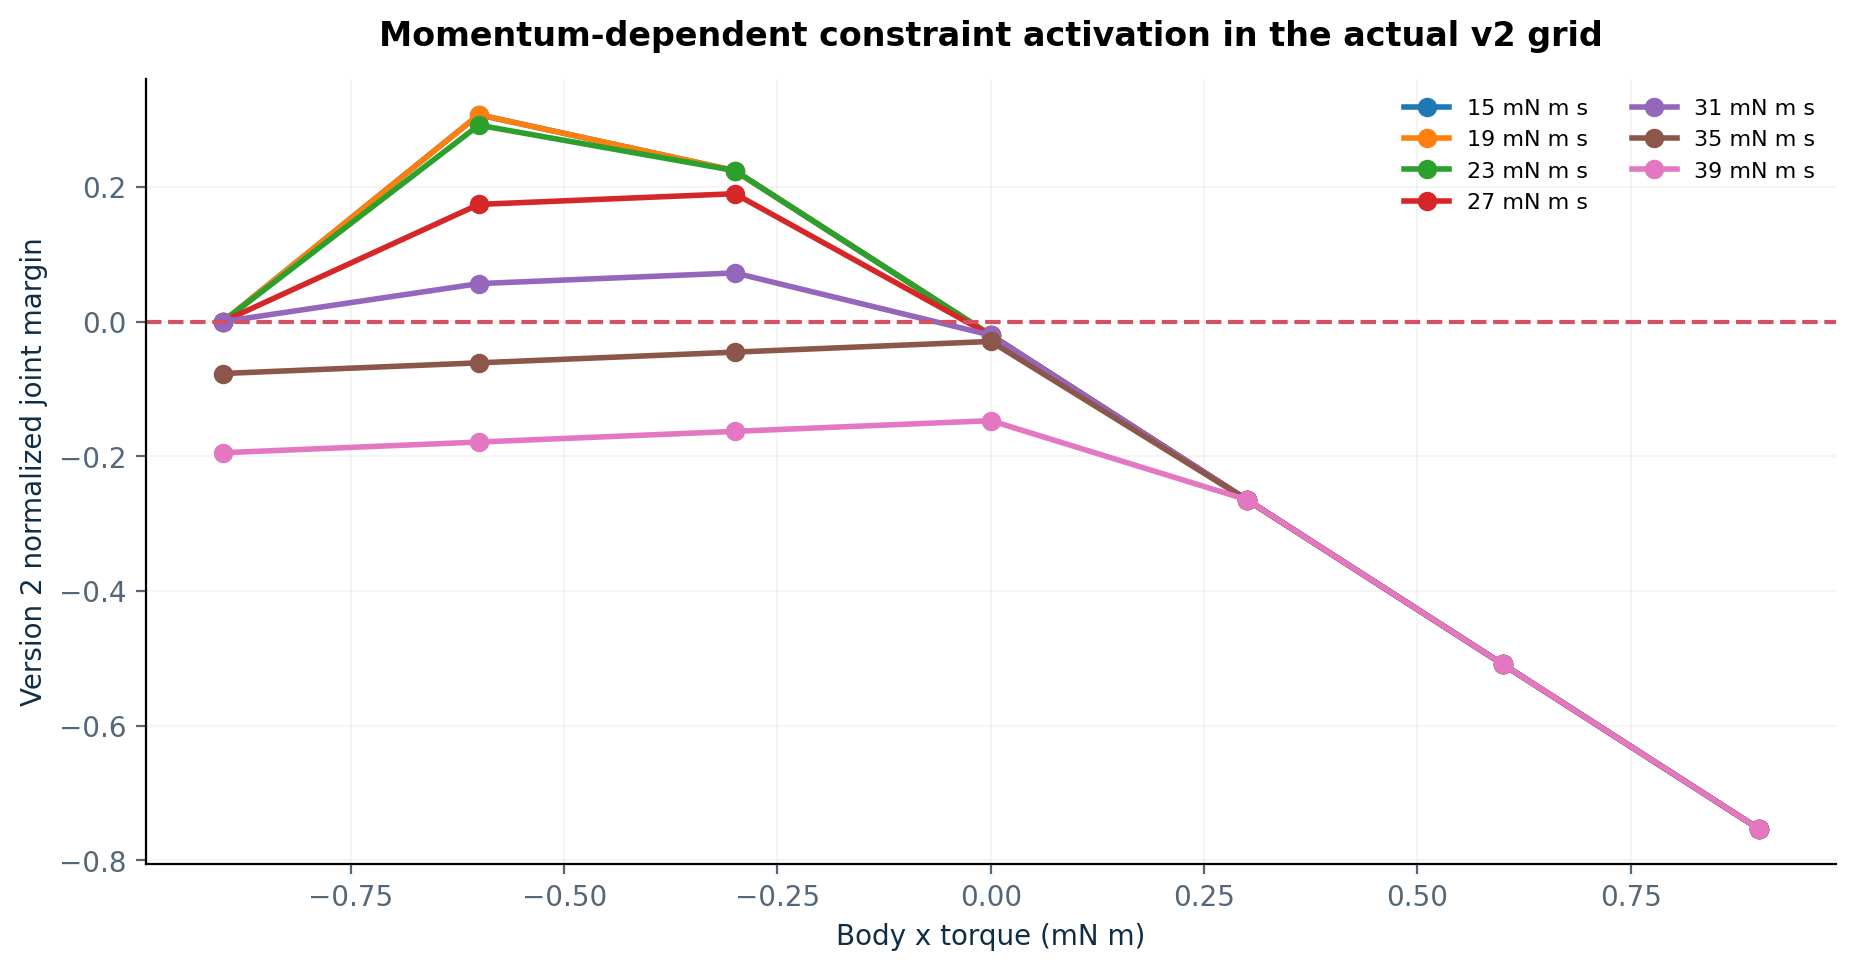 Momentum-dependent constraint activation in the actual v2 grid
15 mN m s
19 mN m s
23 mN m s
27 mN m s
31 mN m s
35 mN m s
39 mN m s
Version 2 normalized joint margin
0.2
0.0
−0.2
−0.4
−0.6
−0.8
−0.75
−0.50
−0.25
0.00
0.25
0.50
0.75
Body x torque (mN m)